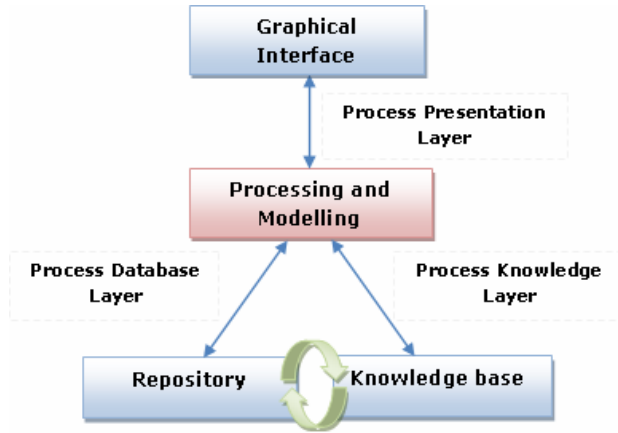 Graphical
Interface
Process Presentation
Layer
Processing and
Modelling
Process Database
Layer
Process Knowledge
Layer
Repository
Knowledge base